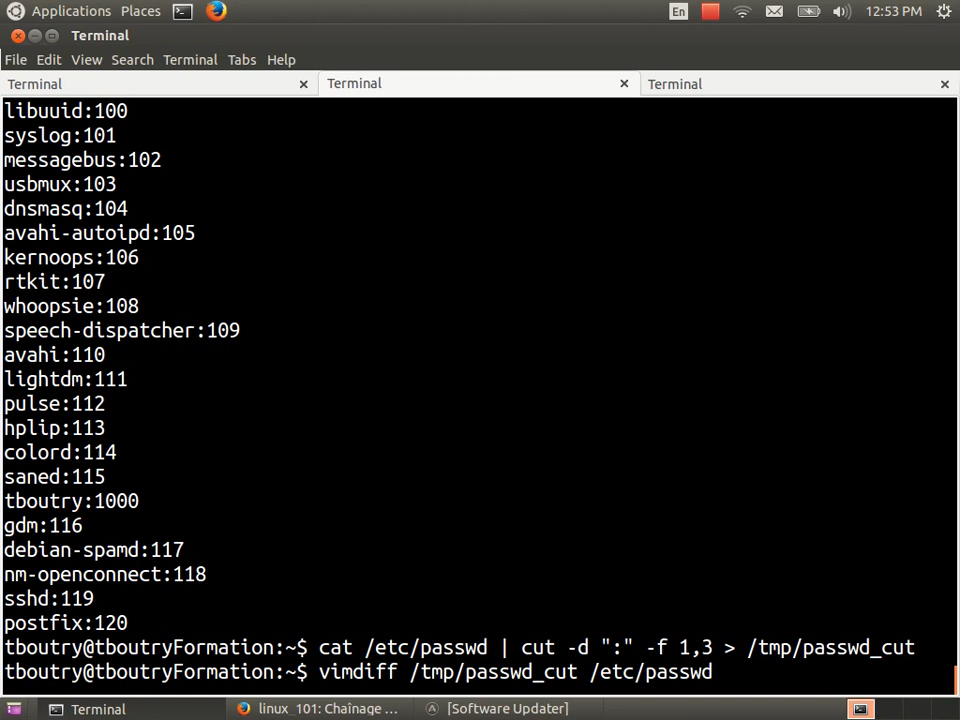 Applications Places En 12:53 PM
Terminal
File Edit View Search Terminal Tabs Help
Terminal × Terminal × Terminal ×
libuuid:100
syslog:101
messagebus:102
usbmux:103
dnsmasq:104
avahi-autoipd:105
kernoops:106
rtkit:107
whoopsie:108
speech-dispatcher:109
avahi:110
lightdm:111
pulse:112
hplip:113
colord:114
saned:115
tboutry:1000
gdm:116
debian-spamd:117
nm-openconnect:118
sshd:119
postfix:120
tboutry@tboutryFormation:~$ cat /etc/passwd | cut -d ":" -f 1,3 > /tmp/passwd_cut
tboutry@tboutryFormation:~$ vimdiff /tmp/passwd_cut /etc/passwd
Terminal linux_101: Chaînage ... [Software Updater]